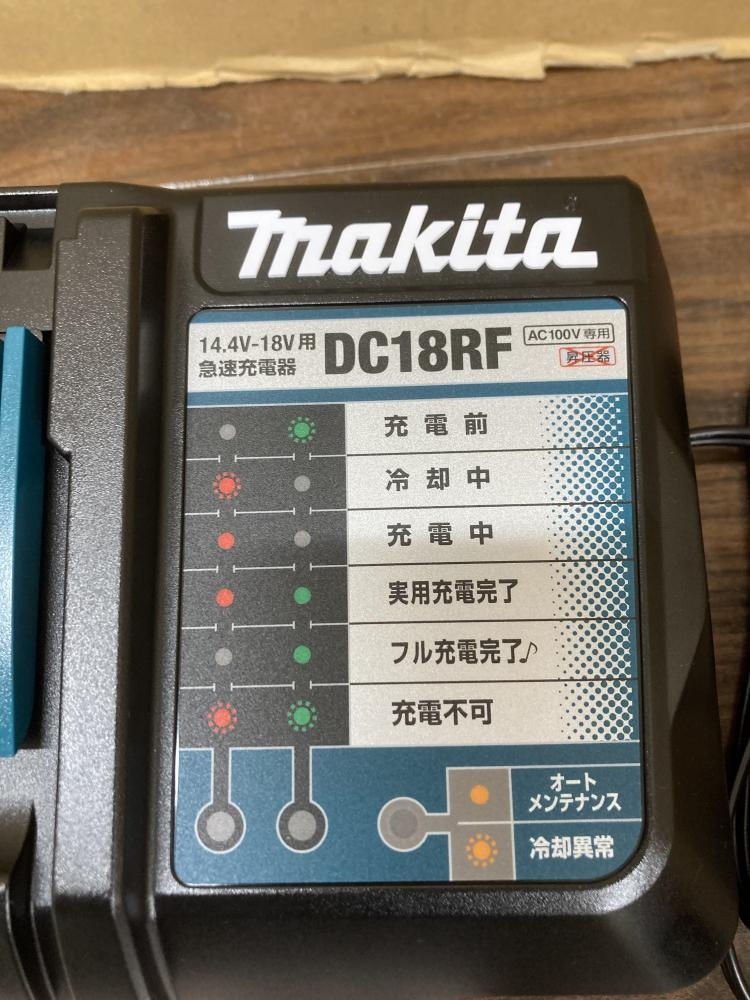 makita
14.4V-18V用
急速充電器
DC18RF
AC100V専用
昇圧器
充電前
冷却中
充電中
実用充電完了
フル充電完了♪
充電不可
オート
メンテナンス
冷却異常